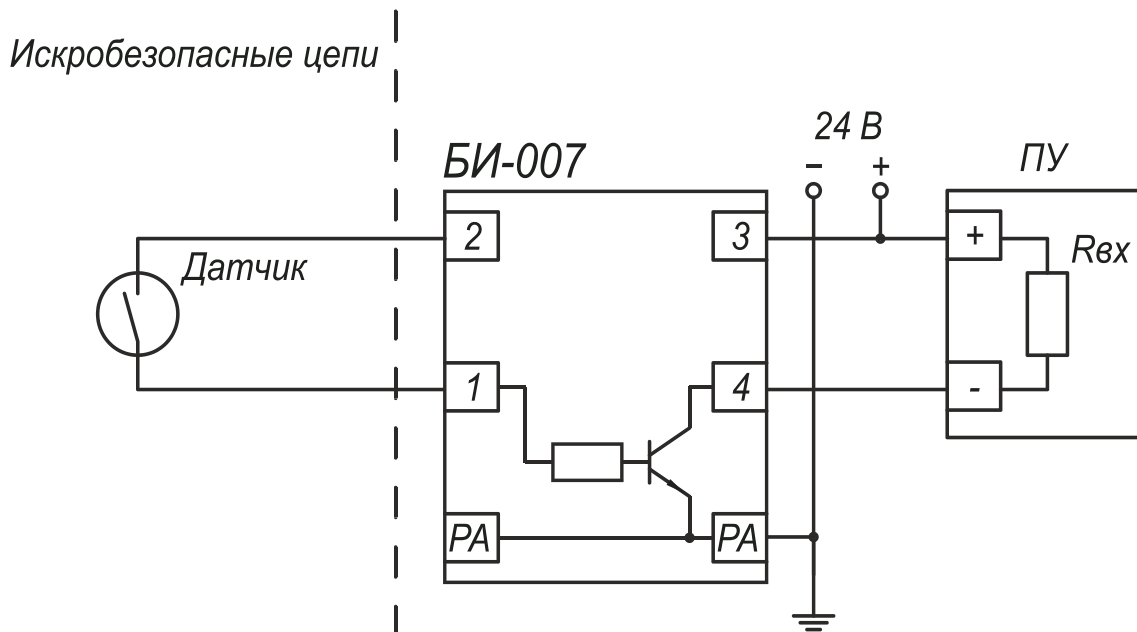 Искробезопасные цепи
24 В
- +
БИ-007
ПУ
2
3
+
Rвх
Датчик
1
4
-
PA
PA